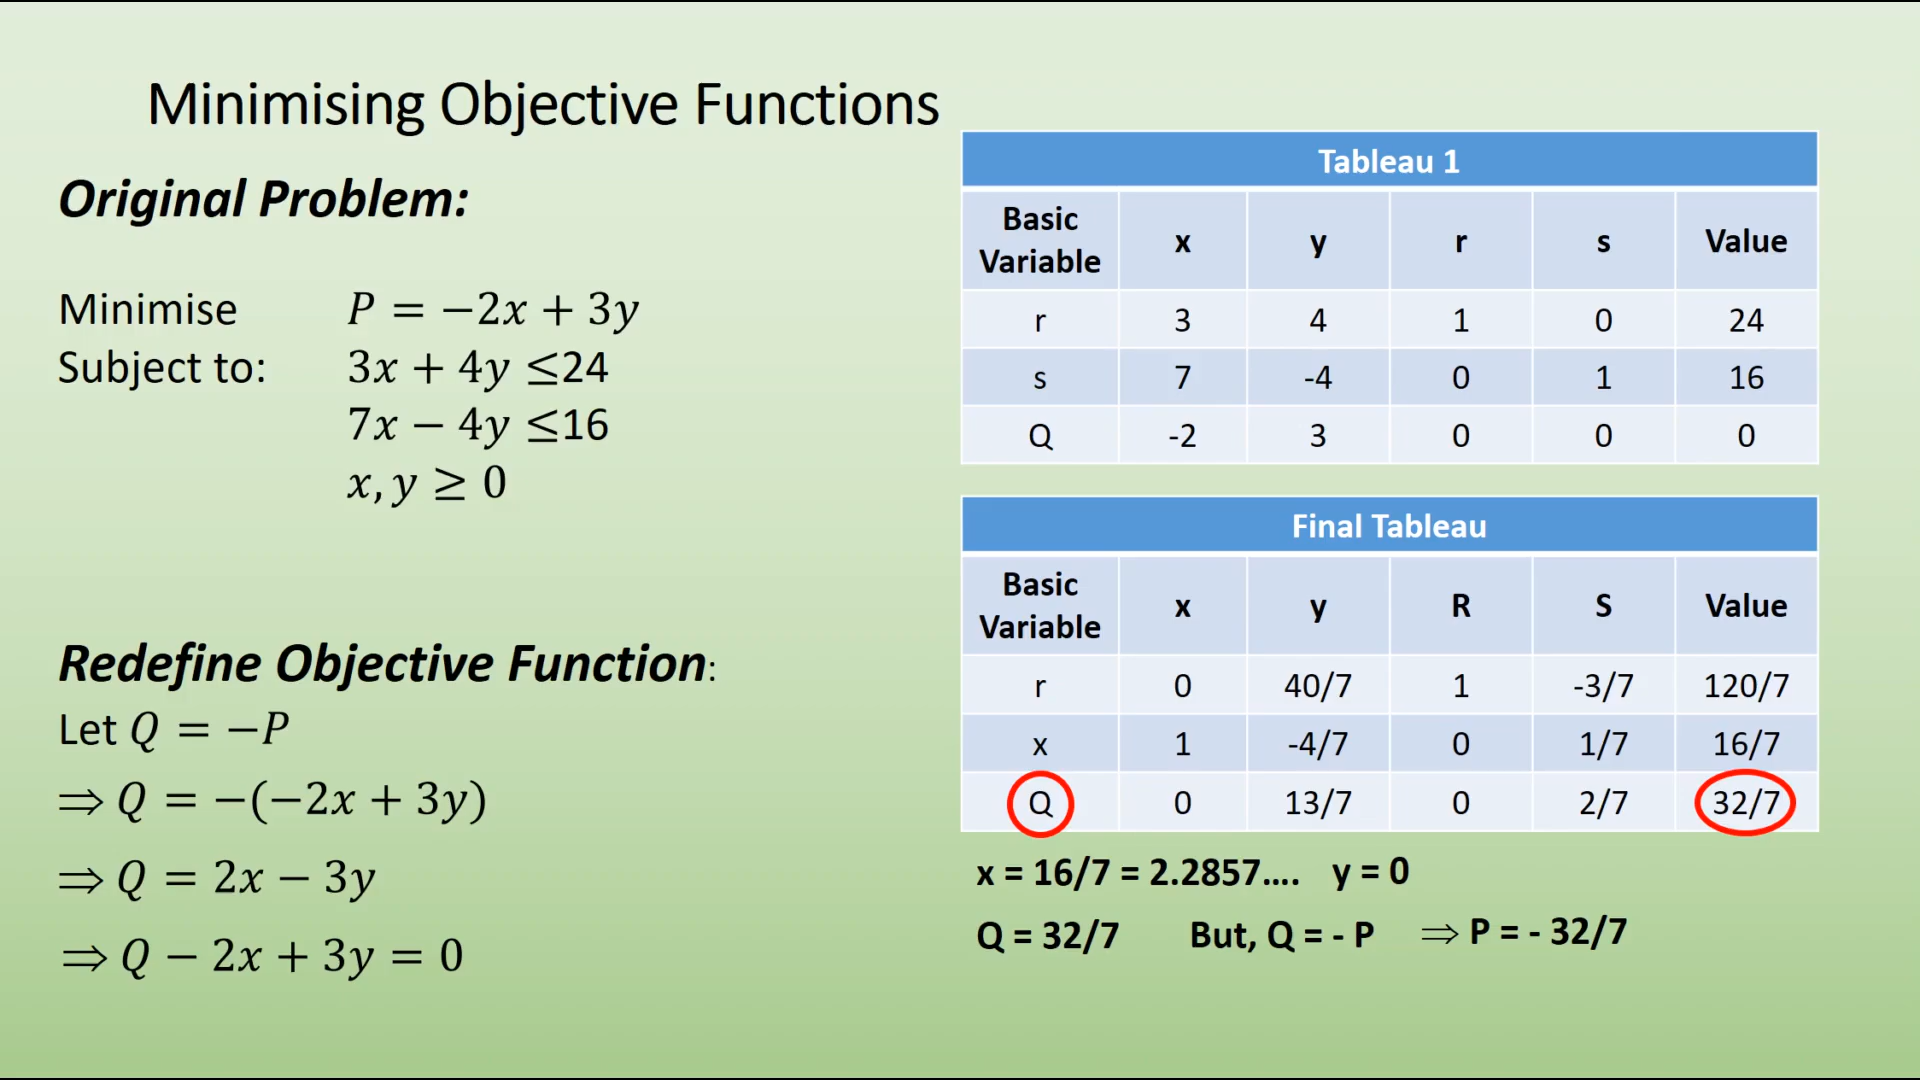 Minimising Objective Functions
Original Problem:
Minimise P = −2x + 3y
Subject to: 3x + 4y ≤24
7x − 4y ≤16
x, y ≥ 0
Redefine Objective Function:
Let Q = −P
⇒ Q = −(−2x + 3y)
⇒ Q = 2x − 3y
⇒ Q − 2x + 3y = 0
Tableau 1
Basic Variable x y r s Value
r 3 4 1 0 24
s 7 -4 0 1 16
Q -2 3 0 0 0
Final Tableau
Basic Variable x y R S Value
r 0 40/7 1 -3/7 120/7
x 1 -4/7 0 1/7 16/7
Q 0 13/7 0 2/7 32/7
x = 16/7 = 2.2857.... y = 0
Q = 32/7 But, Q = - P ⇒ P = - 32/7